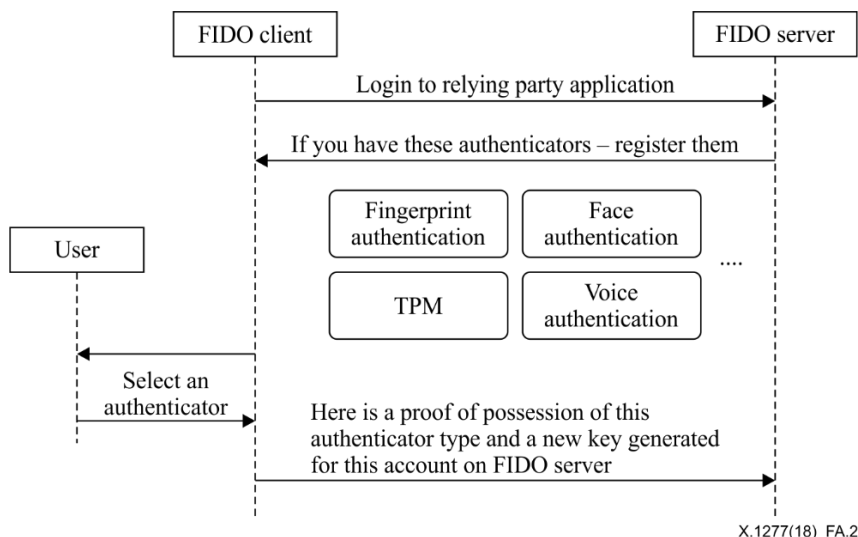 FIDO client
FIDO server
Login to relying party application
If you have these authenticators – register them
Fingerprint
authentication
Face
authentication
User
....
TPM
Voice
authentication
Select an
authenticator
Here is a proof of possession of this
authenticator type and a new key generated
for this account on FIDO server
X.1277(18)_FA.2